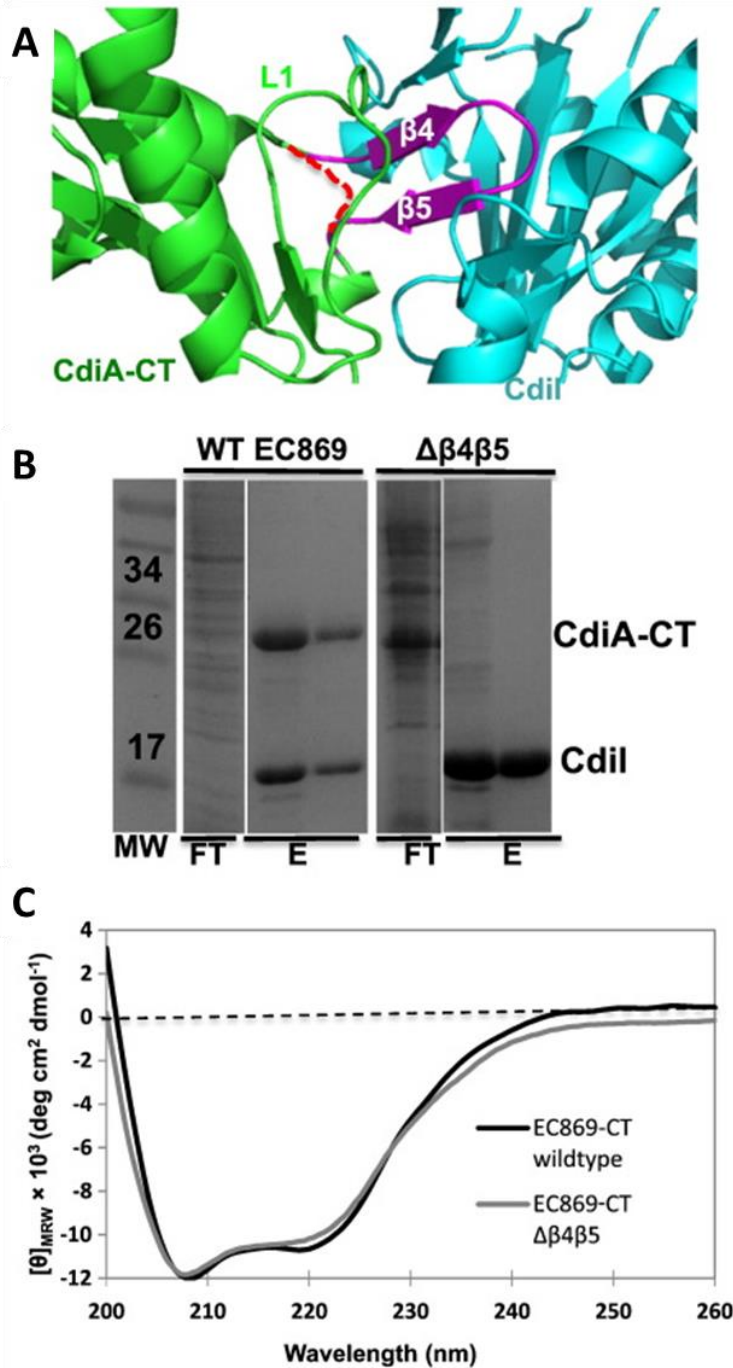 A
L1
β4
β5
CdiA-CT
CdiI
B
WT EC869
Δβ4β5
34
26
17
CdiA-CT
CdiI
MW
FT
E
FT
E
C
4
2
0
-2
-4
-6
-8
-10
-12
[θ]MRW × 10³ (deg cm² dmol⁻¹)
EC869-CT
wildtype
EC869-CT
Δβ4β5
200
210
220
230
240
250
260
Wavelength (nm)